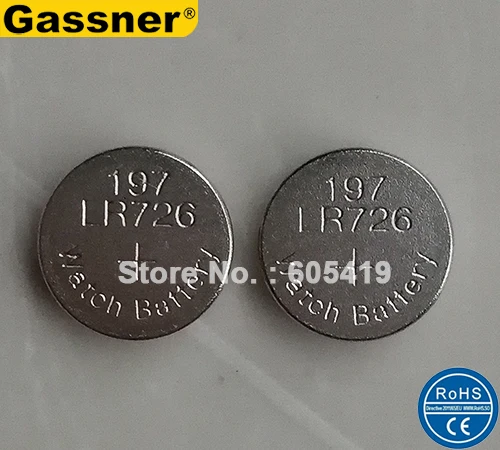 Gassner®
197
LR726
+
Watch Battery
197
LR726
+
Watch Battery
Store No.: 605419
RoHS
CE